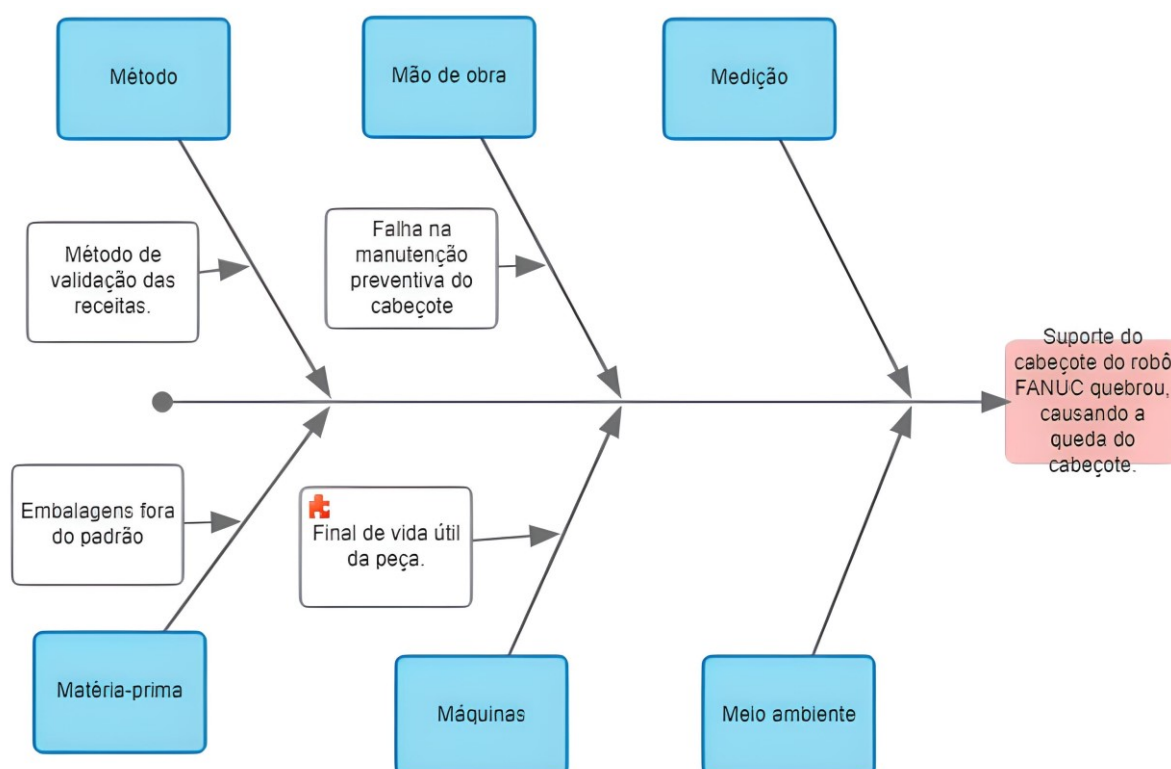 Método
Mão de obra
Medição
Método de
validação das
receitas.
Falha na
manutenção
preventiva do
cabeçote
Suporte do
cabeçote do robô
FANUC quebrou,
causando a
queda do
cabeçote.
Embalagens fora
do padrão
Final de vida útil
da peça.
Matéria-prima
Máquinas
Meio ambiente